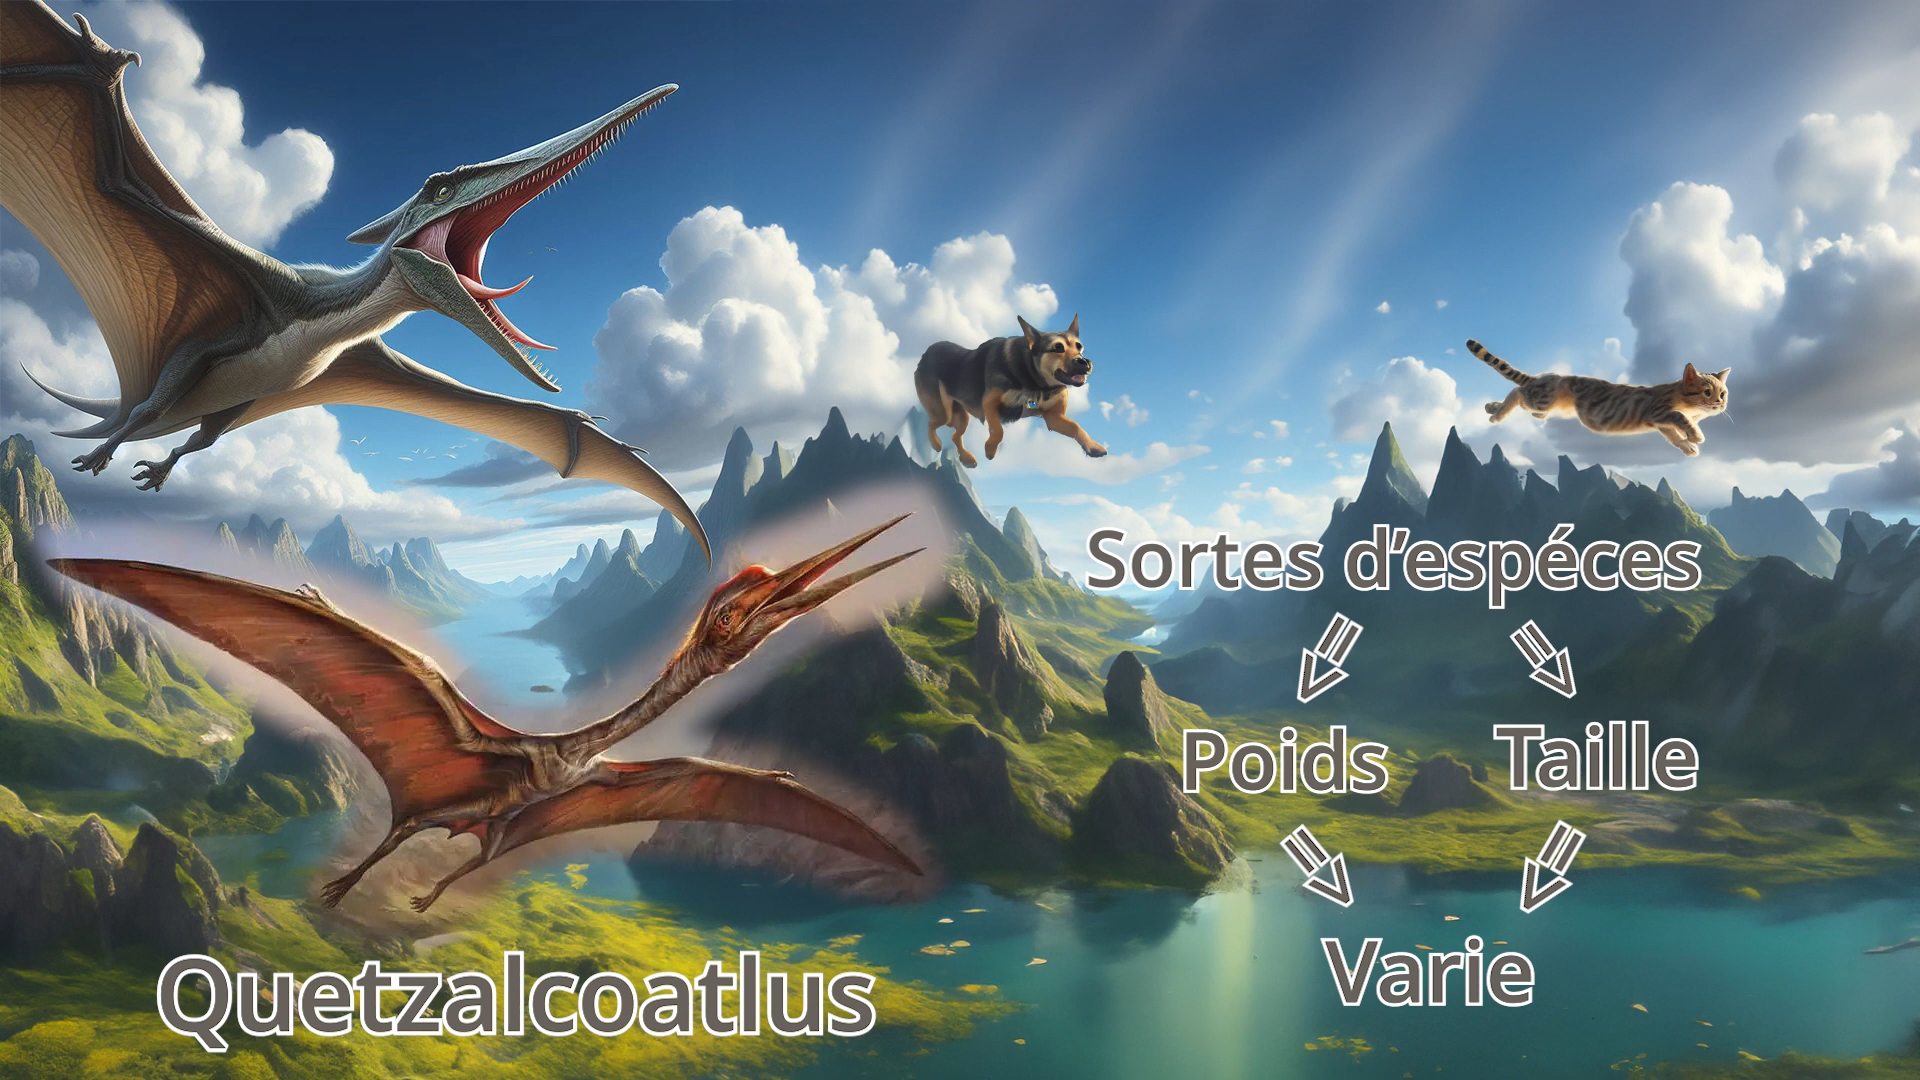 Sortes d’espéces
Poids
Taille
Varie
Quetzalcoatlus